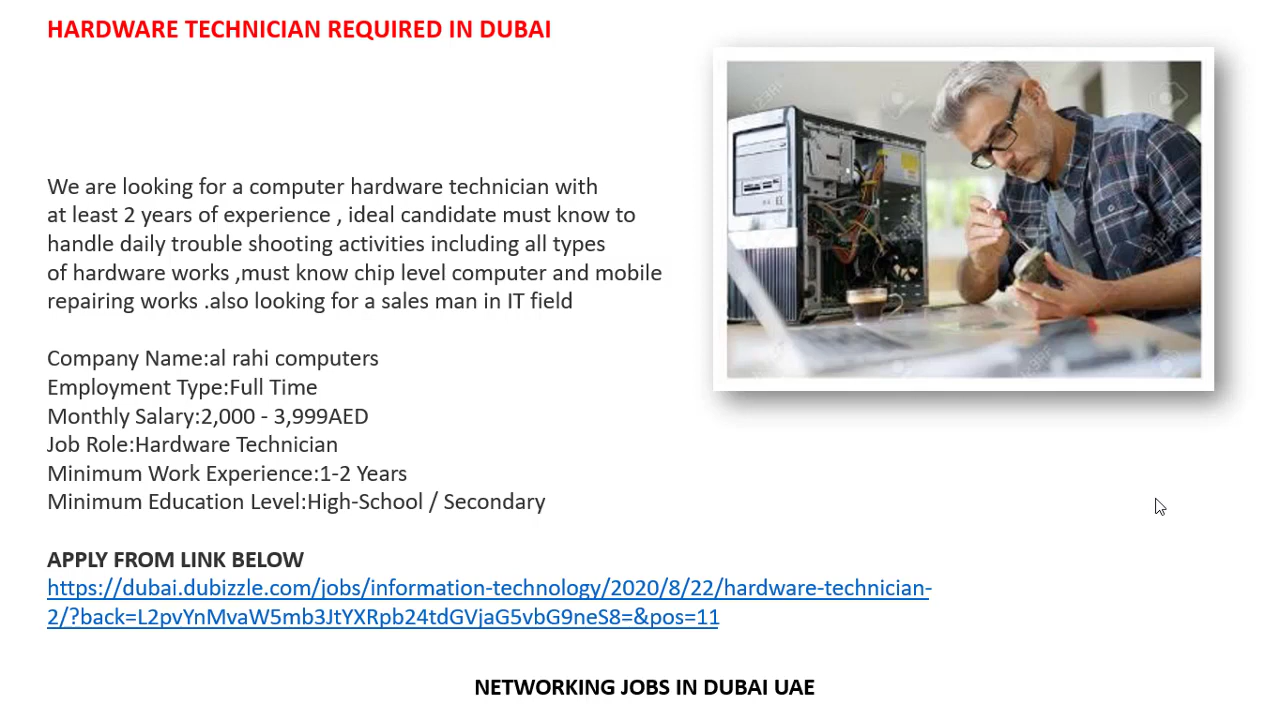 HARDWARE TECHNICIAN REQUIRED IN DUBAI
We are looking for a computer hardware technician with
at least 2 years of experience , ideal candidate must know to
handle daily trouble shooting activities including all types
of hardware works ,must know chip level computer and mobile
repairing works .also looking for a sales man in IT field
Company Name:al rahi computers
Employment Type:Full Time
Monthly Salary:2,000 - 3,999AED
Job Role:Hardware Technician
Minimum Work Experience:1-2 Years
Minimum Education Level:High-School / Secondary
APPLY FROM LINK BELOW
https://dubai.dubizzle.com/jobs/information-technology/2020/8/22/hardware-technician-
2/?back=L2pvYnMvaW5mb3JtYXRpb24tdGVjaG5vbG9neS8=&pos=11
NETWORKING JOBS IN DUBAI UAE